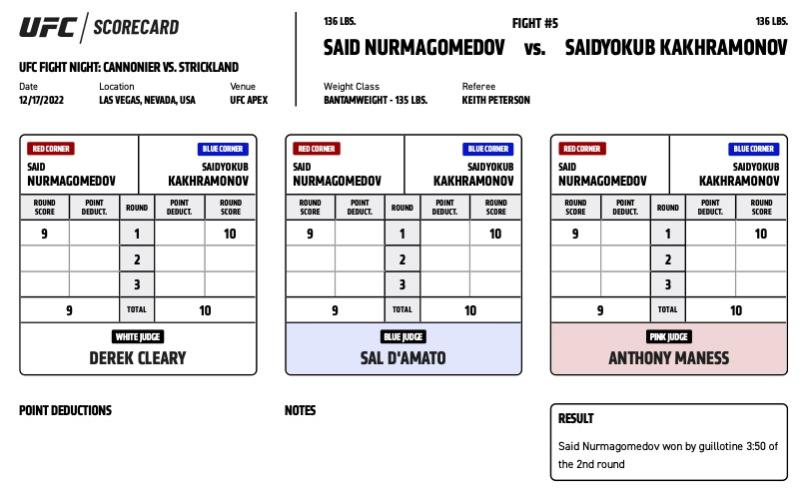 UFC / SCORECARD
UFC FIGHT NIGHT: CANNONIER VS. STRICKLAND
Date Location Venue
12/17/2022 LAS VEGAS, NEVADA, USA UFC APEX
136 LBS. FIGHT #5 136 LBS.
SAID NURMAGOMEDOV vs. SAIDYOKUB KAKHRAMONOV
Weight Class Referee
BANTAMWEIGHT - 135 LBS. KEITH PETERSON
RED CORNER BLUE CORNER
SAID SAIDYOKUB
NURMAGOMEDOV KAKHRAMONOV
ROUND SCORE POINT DEDUCT. ROUND POINT DEDUCT. ROUND SCORE
9 1 10
2
3
9 TOTAL 10
WHITE JUDGE
DEREK CLEARY
RED CORNER BLUE CORNER
SAID SAIDYOKUB
NURMAGOMEDOV KAKHRAMONOV
ROUND SCORE POINT DEDUCT. ROUND POINT DEDUCT. ROUND SCORE
9 1 10
2
3
9 TOTAL 10
BLUE JUDGE
SAL D'AMATO
RED CORNER BLUE CORNER
SAID SAIDYOKUB
NURMAGOMEDOV KAKHRAMONOV
ROUND SCORE POINT DEDUCT. ROUND POINT DEDUCT. ROUND SCORE
9 1 10
2
3
9 TOTAL 10
PINK JUDGE
ANTHONY MANESS
POINT DEDUCTIONS
NOTES
RESULT
Said Nurmagomedov won by guillotine 3:50 of
the 2nd round